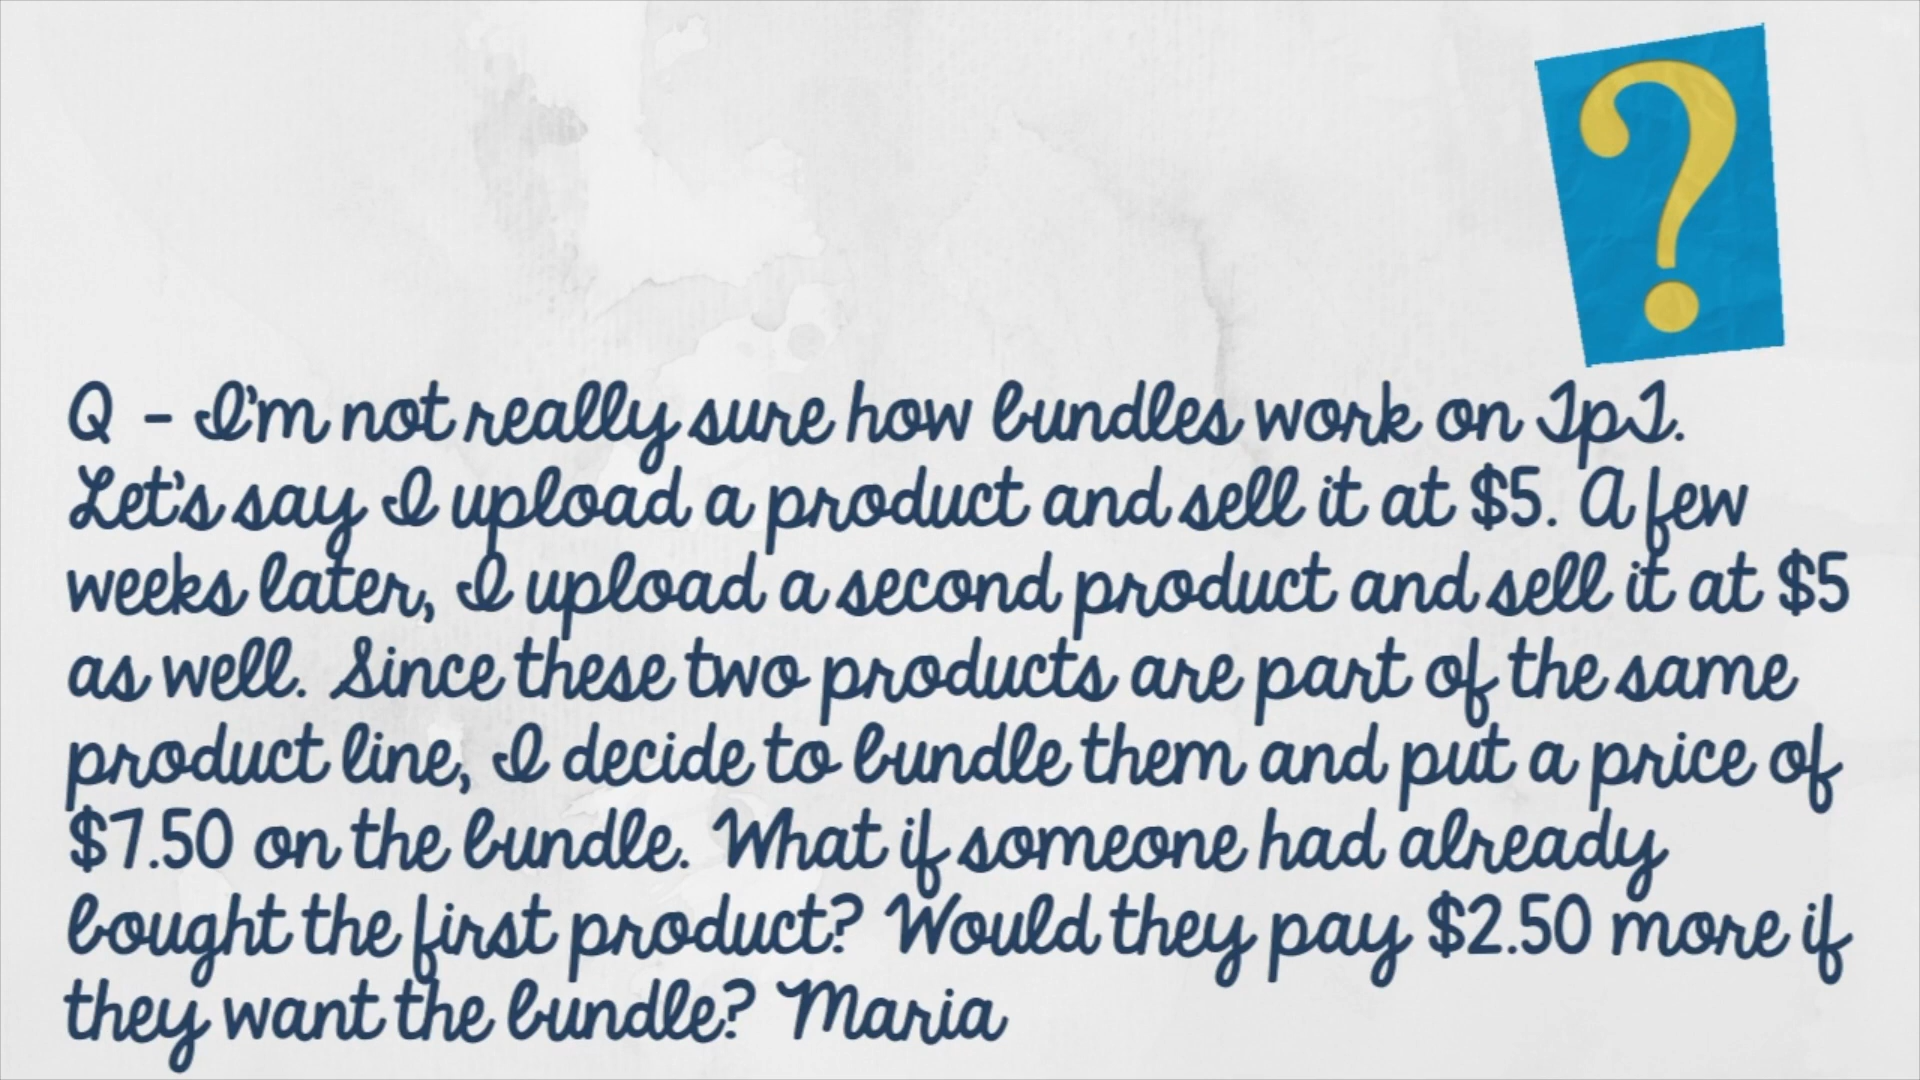 ?
Q - I'm not really sure how bundles work on TpT.
Let's say I upload a product and sell it at $5. A few
weeks later, I upload a second product and sell it at $5
as well. Since these two products are part of the same
product line, I decide to bundle them and put a price of
$7.50 on the bundle. What if someone had already
bought the first product? Would they pay $2.50 more if
they want the bundle? Maria